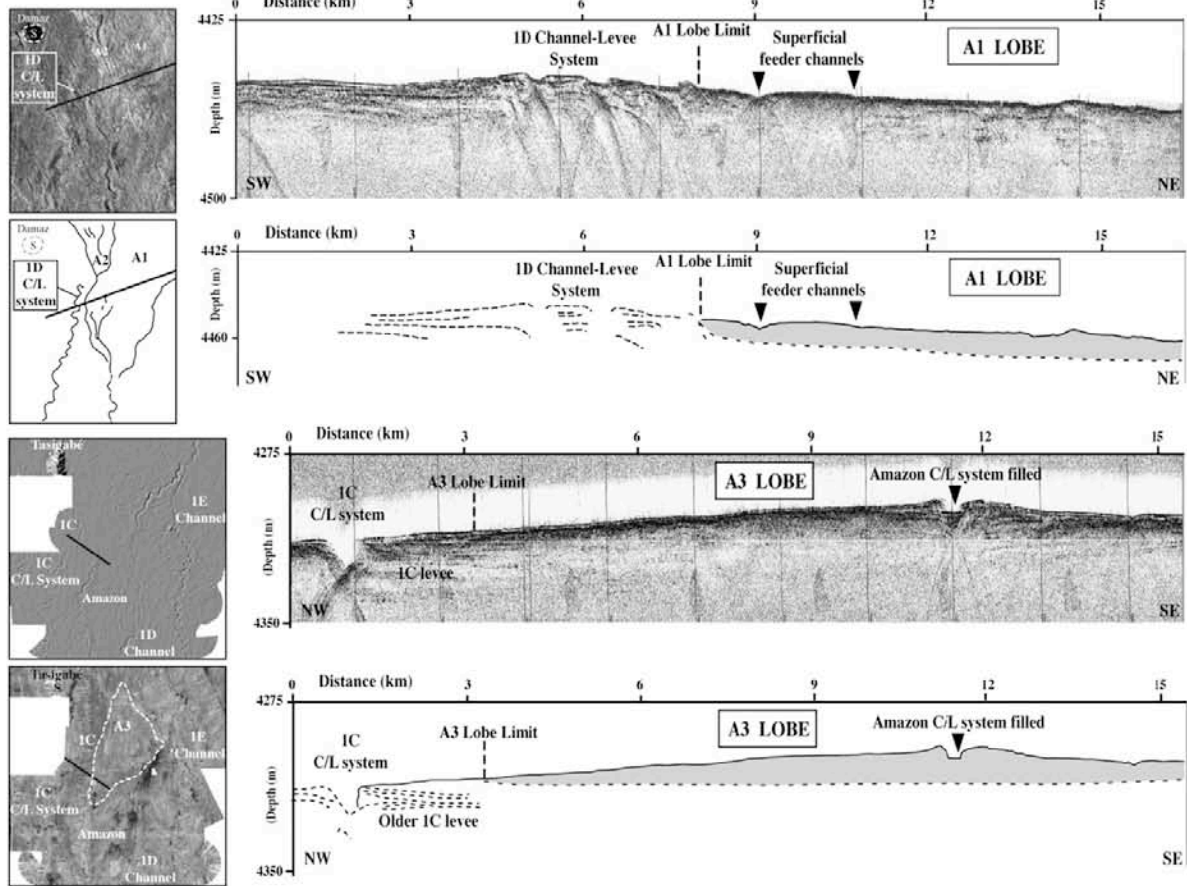 Distance (km)
0 3 6 9 12 15
Damaz
S
A2
A1
1D
C/L
system
4425
Depth (m)
4500
1D Channel-Levee
System
A1 Lobe Limit
Superficial
feeder channels
A1 LOBE
SW
NE
Distance (km)
0 3 6 9 12 15
Damaz
S
A2
A1
1D
C/L
system
4425
Depth (m)
4460
1D Channel-Levee
System
A1 Lobe Limit
Superficial
feeder channels
A1 LOBE
SW
NE
Distance (km)
0 3 6 9 12 15
Tasigabé
1C
1E
Channel
1C
C/L System
Amazon
1D
Channel
4275
(Depth (m)
4350
1C
C/L system
A3 Lobe Limit
A3 LOBE
Amazon C/L system filled
1C levee
NW
SE
Distance (km)
0 3 6 9 12 15
Tasigabé
S
A3
1C
1E
Channel
1C
C/L System
Amazon
1D
Channel
4275
(Depth (m)
4350
1C
C/L system
A3 Lobe Limit
A3 LOBE
Amazon C/L system filled
Older 1C levee
NW
SE